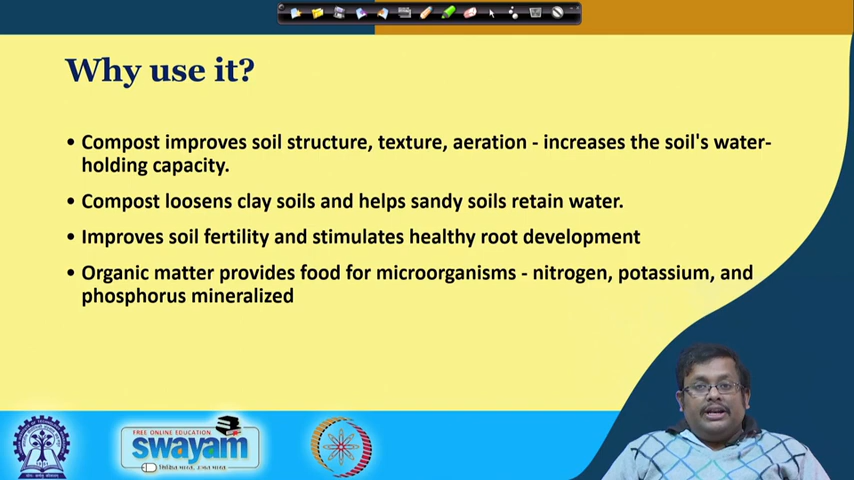 Why use it?
• Compost improves soil structure, texture, aeration - increases the soil's water-
holding capacity.
• Compost loosens clay soils and helps sandy soils retain water.
• Improves soil fertility and stimulates healthy root development
• Organic matter provides food for microorganisms - nitrogen, potassium, and
phosphorus mineralized
FREE ONLINE EDUCATION
swayam